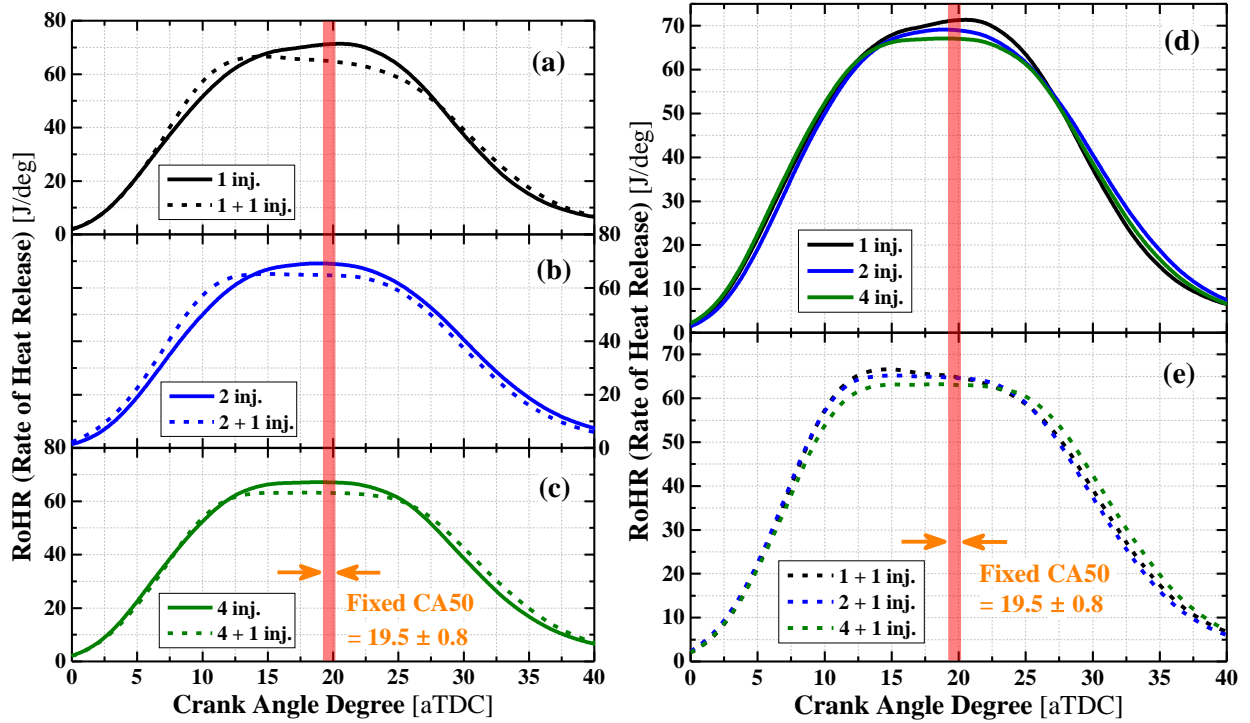 RoHR (Rate of Heat Release) [J/deg]
80
60
40
20
0
(a)
1 inj.
1 + 1 inj.
80
60
40
20
0
(b)
2 inj.
2 + 1 inj.
80
60
40
20
0
(c)
4 inj.
4 + 1 inj.
Fixed CA50
= 19.5 ± 0.8
0 5 10 15 20 25 30 35 40
Crank Angle Degree [aTDC]
RoHR (Rate of Heat Release) [J/deg]
70
60
50
40
30
20
10
0
(d)
1 inj.
2 inj.
4 inj.
70
60
50
40
30
20
10
0
(e)
1 + 1 inj.
2 + 1 inj.
4 + 1 inj.
Fixed CA50
= 19.5 ± 0.8
0 5 10 15 20 25 30 35 40
Crank Angle Degree [aTDC]